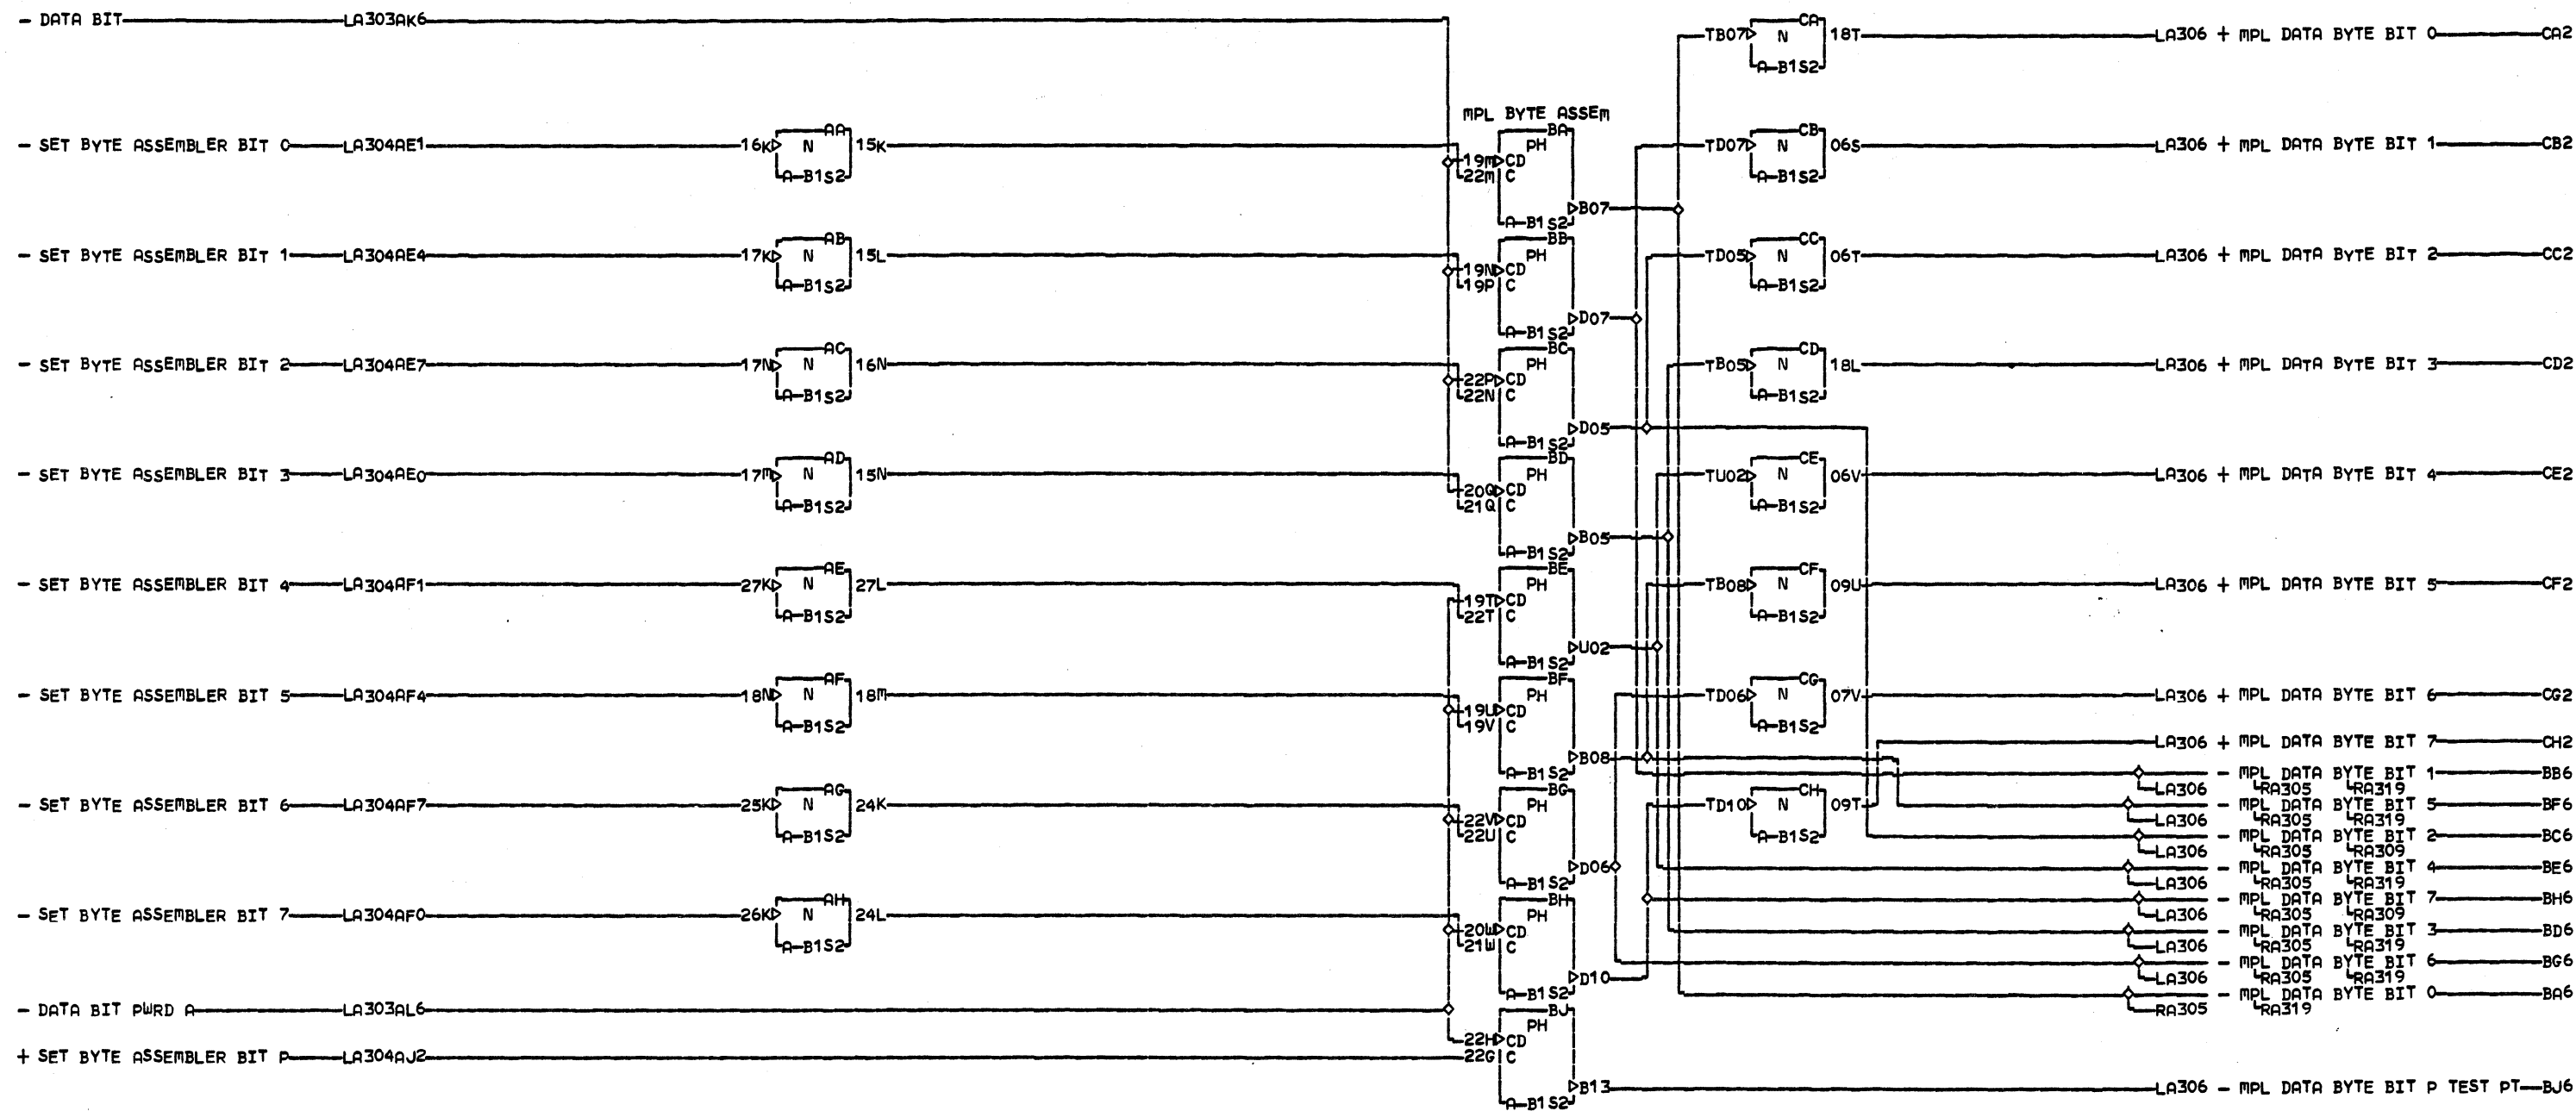 - DATA BIT LA303AK6
CA
TB07 N 18T LA306 + MPL DATA BYTE BIT 0 CA2
A-B1S2
MPL BYTE ASSEM
- SET BYTE ASSEMBLER BIT 0 LA304AE1
AA
16K N 15K
A-B1S2
BA
PH
19M CD
22M C
B07
A-B1S2
CB
TD07 N 06S LA306 + MPL DATA BYTE BIT 1 CB2
A-B1S2
- SET BYTE ASSEMBLER BIT 1 LA304AE4
AB
17K N 15L
A-B1S2
BB
PH
19N CD
19P C
D07
A-B1S2
CC
TD05 N 06T LA306 + MPL DATA BYTE BIT 2 CC2
A-B1S2
- SET BYTE ASSEMBLER BIT 2 LA304AE7
AC
17N N 16N
A-B1S2
BC
PH
22P CD
22N C
D05
A-B1S2
CD
TB05 N 18L LA306 + MPL DATA BYTE BIT 3 CD2
A-B1S2
- SET BYTE ASSEMBLER BIT 3 LA304AE0
AD
17M N 15N
A-B1S2
BD
PH
20Q CD
21Q C
B05
A-B1S2
CE
TU02 N 06V LA306 + MPL DATA BYTE BIT 4 CE2
A-B1S2
- SET BYTE ASSEMBLER BIT 4 LA304AF1
AE
27K N 27L
A-B1S2
BE
PH
19T CD
22T C
U02
A-B1S2
CF
TB08 N 09U LA306 + MPL DATA BYTE BIT 5 CF2
A-B1S2
- SET BYTE ASSEMBLER BIT 5 LA304AF4
AF
18N N 18M
A-B1S2
BF
PH
19U CD
19V C
B08
A-B1S2
CG
TD06 N 07V LA306 + MPL DATA BYTE BIT 6 CG2
A-B1S2
LA306 + MPL DATA BYTE BIT 7 CH2
- MPL DATA BYTE BIT 1 BB6
LA306 RA305 RA319
- SET BYTE ASSEMBLER BIT 6 LA304AF7
AG
25K N 24K
A-B1S2
BG
PH
22V CD
22U C
D06
A-B1S2
CH
TD10 N 09T
A-B1S2
- MPL DATA BYTE BIT 5 BF6
LA306 RA305 RA319
- MPL DATA BYTE BIT 2 BC6
LA306 RA305 RA309
- MPL DATA BYTE BIT 4 BE6
LA306 RA305 RA319
- SET BYTE ASSEMBLER BIT 7 LA304AF0
AH
26K N 24L
A-B1S2
BH
PH
20W CD
21W C
D10
A-B1S2
- MPL DATA BYTE BIT 7 BH6
LA306 RA305 RA309
- MPL DATA BYTE BIT 3 BD6
LA306 RA305 RA319
- MPL DATA BYTE BIT 6 BG6
LA306 RA305 RA319
- MPL DATA BYTE BIT 0 BA6
RA305 RA319
- DATA BIT PWRD A LA303AL6
BJ
PH
22H CD
+ SET BYTE ASSEMBLER BIT P LA304AJ2 22G C
B13 LA306 - MPL DATA BYTE BIT P TEST PT BJ6
A-B1S2